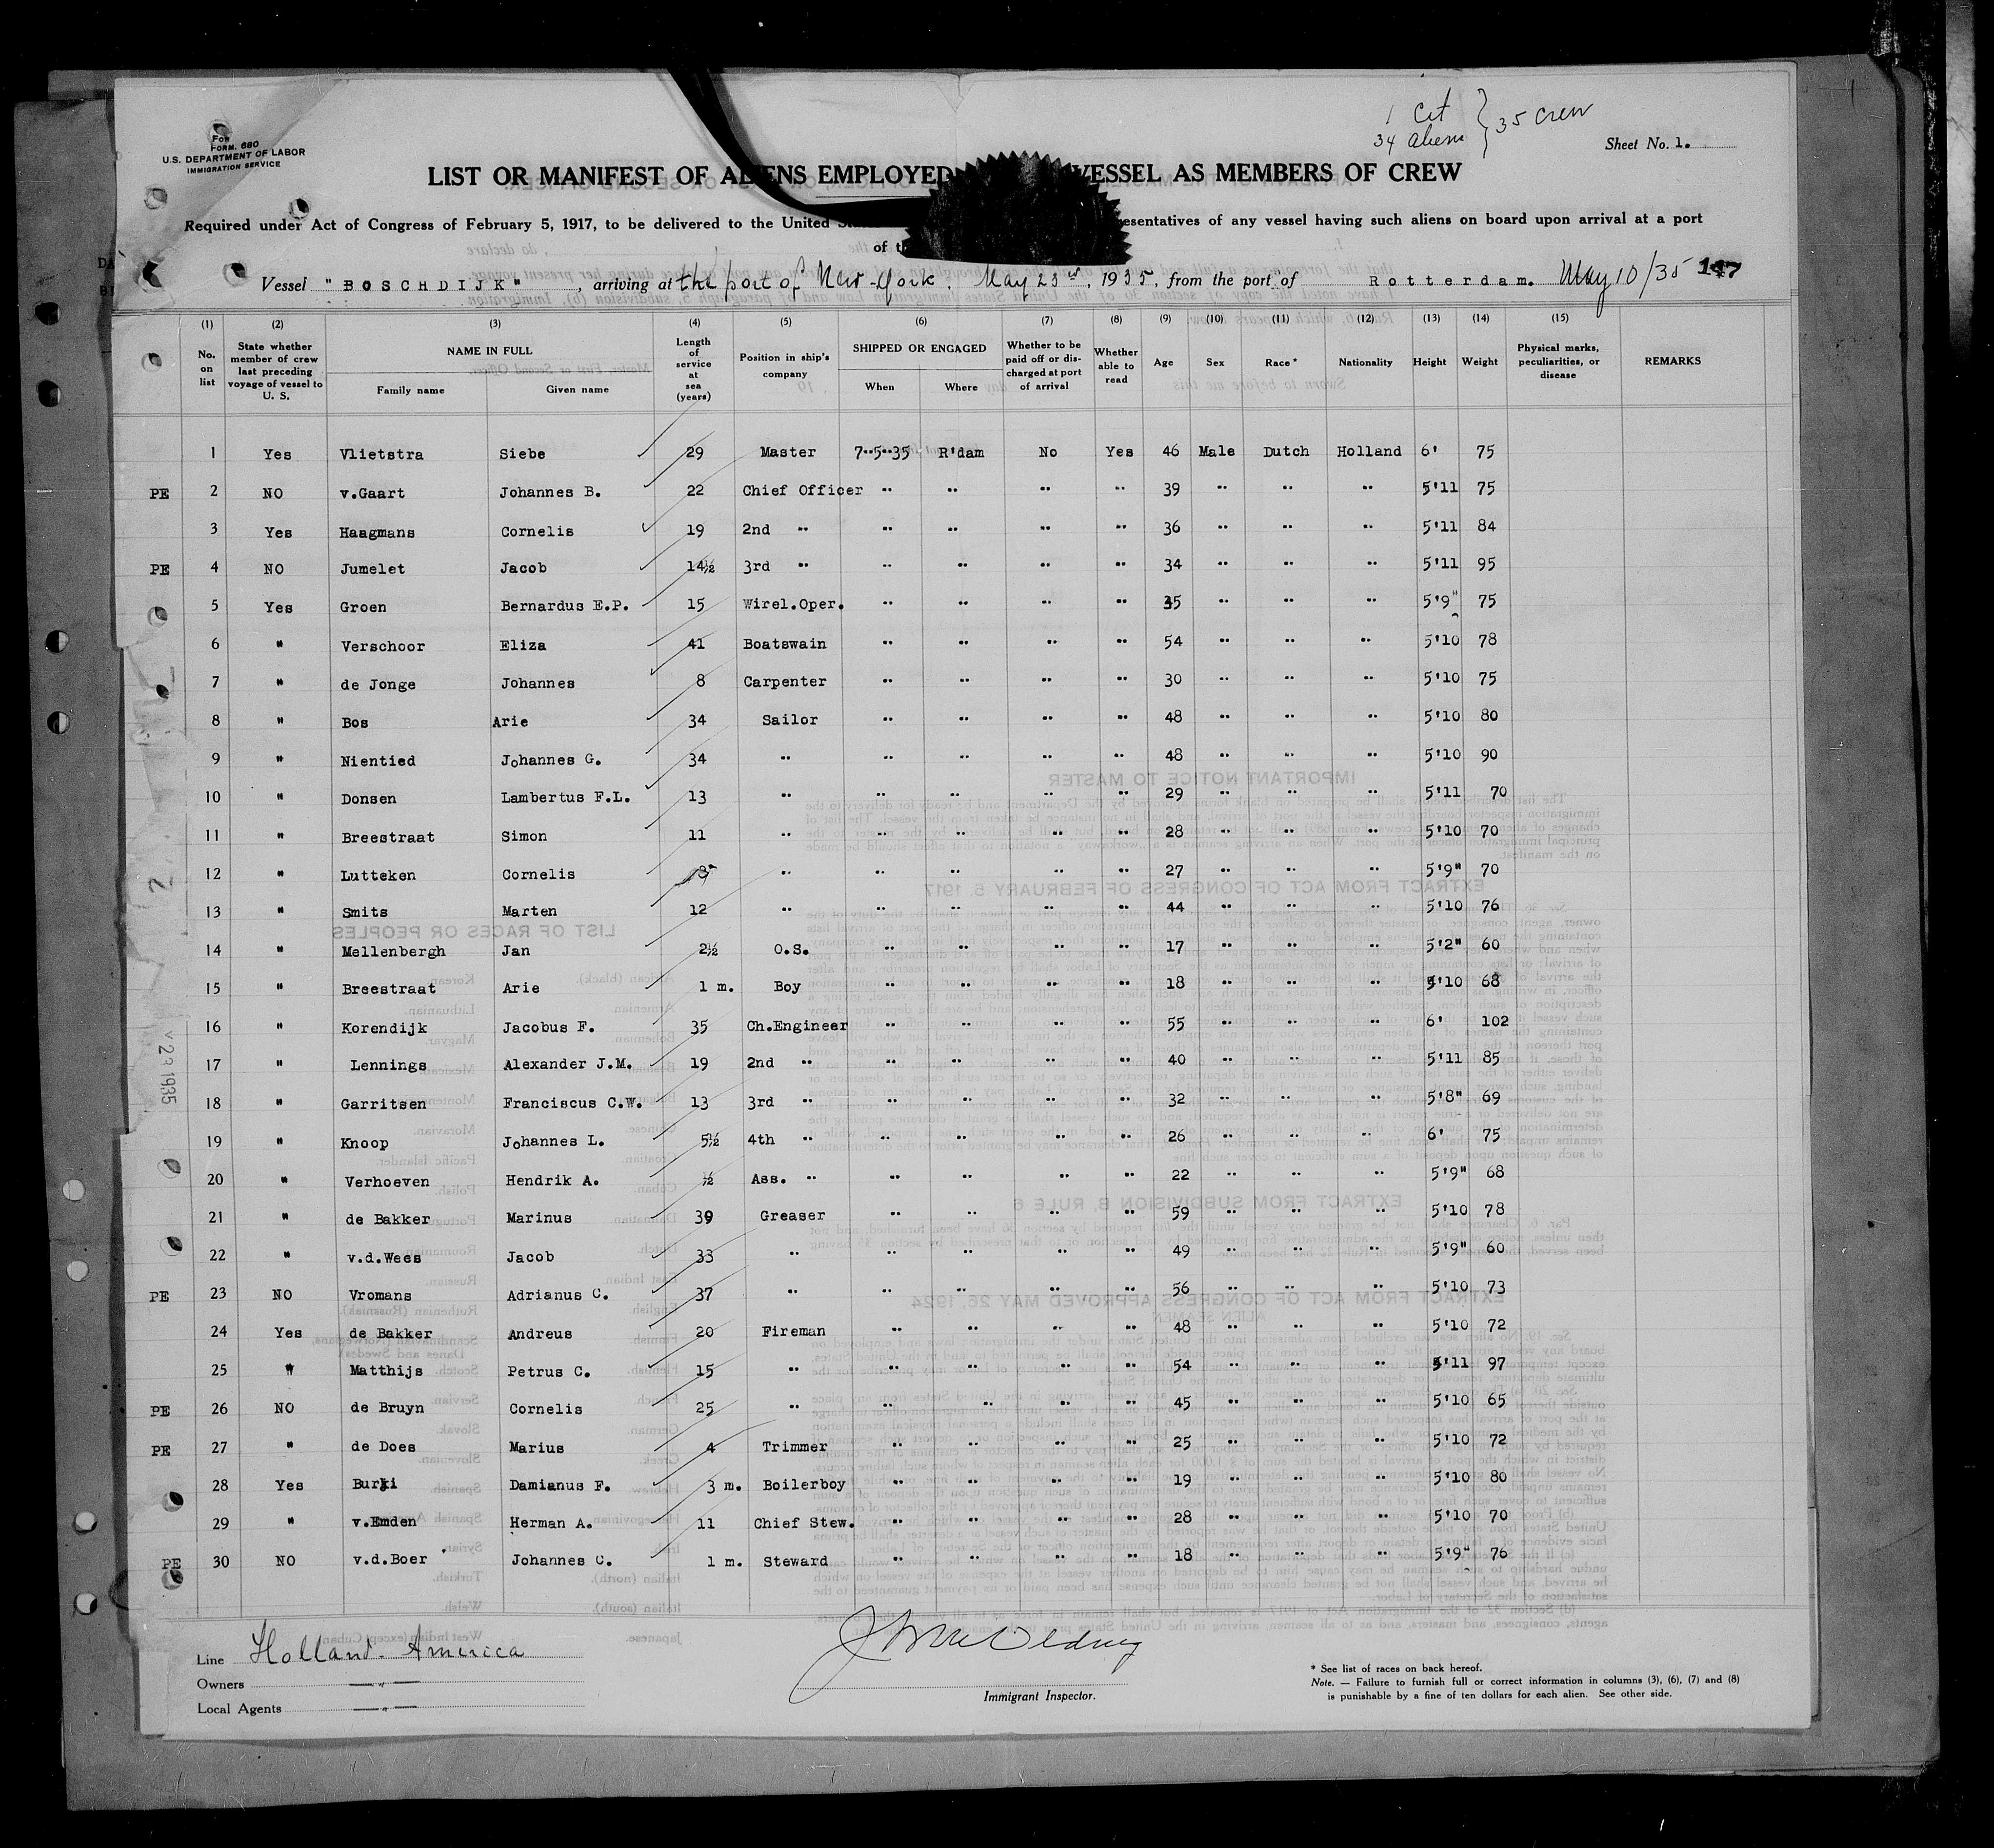 1 Cit
34 aliens } 35 crew
Form. 680
U.S. DEPARTMENT OF LABOR
IMMIGRATION SERVICE
Sheet No. 1.
LIST OR MANIFEST OF ALIENS EMPLOYED VESSEL AS MEMBERS OF CREW
Required under Act of Congress of February 5, 1917, to be delivered to the United esentatives of any vessel having such aliens on board upon arrival at a port
of
Vessel "BOSCHDIJK", arriving at the port of New-York. May 23rd, 1935, from the port of Rotterdam. May 10/35 147
(1) (2) (3) (4) (5) (6) (7) (8) (9) (10) (11) (12) (13) (14) (15)
No. on list | State whether member of crew last preceding voyage of vessel to U. S. | NAME IN FULL Family name Given name | Length of service at sea (years) | Position in ship's company | SHIPPED OR ENGAGED When Where | Whether to be paid off or discharged at port of arrival | Whether able to read | Age | Sex | Race* | Nationality | Height | Weight | Physical marks, peculiarities, or disease | REMARKS
1 Yes Vlietstra Siebe 29 Master 7··5··35 R'dam No Yes 46 Male Dutch Holland 6' 75
PE 2 NO v.Gaart Johannes B. 22 Chief Officer ·· ·· ·· ·· 39 ·· ·· ·· 5'11 75
3 Yes Haagmans Cornelis 19 2nd ·· ·· ·· ·· ·· 36 ·· ·· ·· 5'11 84
PE 4 NO Jumelet Jacob 14½ 3rd ·· ·· ·· ·· ·· 34 ·· ·· ·· 5'11 95
5 Yes Groen Bernardus E.P. 15 Wirel.Oper. ·· ·· ·· ·· 35 ·· ·· ·· 5'9" 75
6 " Verschoor Eliza 41 Boatswain ·· ·· ·· ·· 54 ·· ·· ·· 5'10 78
7 " de Jonge Johannes 8 Carpenter ·· ·· ·· ·· 30 ·· ·· ·· 5'10 75
8 " Bos Arie 34 Sailor ·· ·· ·· ·· 48 ·· ·· ·· 5'10 80
9 " Nientied Johannes G. 34 ·· ·· ·· ·· ·· 48 ·· ·· ·· 5'10 90
10 " Donsen Lambertus F.L. 13 ·· ·· ·· ·· ·· 29 ·· ·· ·· 5'11 70
11 " Breestraat Simon 11 ·· ·· ·· ·· ·· 28 ·· ·· ·· 5'10 70
12 " Lutteken Cornelis ·· ·· ·· ·· ·· 27 ·· ·· ·· 5'9" 70
13 " Smits Marten 12 ·· ·· ·· ·· ·· 44 ·· ·· ·· 5'10 76
14 " Mellenbergh Jan 2½ O.S. ·· ·· ·· ·· 17 ·· ·· ·· 5'2" 60
15 " Breestraat Arie 1 m. Boy ·· ·· ·· ·· 18 ·· ·· ·· 5'10 68
16 " Korendijk Jacobus F. 35 Ch.Engineer ·· ·· ·· ·· 55 ·· ·· ·· 6' 102
17 " Lennings Alexander J.M. 19 2nd ·· ·· ·· ·· ·· 40 ·· ·· ·· 5'11 85
18 " Garritsen Franciscus C.W. 13 3rd ·· ·· ·· ·· ·· 32 ·· ·· ·· 5'8" 69
19 " Knoop Johannes L. 5½ 4th ·· ·· ·· ·· ·· 26 ·· ·· ·· 6' 75
20 " Verhoeven Hendrik A. ½ Ass. ·· ·· ·· ·· ·· 22 ·· ·· ·· 5'9" 68
21 " de Bakker Marinus 39 Greaser ·· ·· ·· ·· 59 ·· ·· ·· 5'10 78
22 " v.d.Wees Jacob 33 ·· ·· ·· ·· ·· 49 ·· ·· ·· 5'9" 60
PE 23 NO Vromans Adrianus C. 37 ·· ·· ·· ·· ·· 56 ·· ·· ·· 5'10 73
24 Yes de Bakker Andreus 20 Fireman ·· ·· ·· ·· 48 ·· ·· ·· 5'10 72
25 " Matthijs Petrus C. 15 ·· ·· ·· ·· ·· 54 ·· ·· ·· 5'11 97
PE 26 NO de Bruyn Cornelis 25 ·· ·· ·· ·· ·· 45 ·· ·· ·· 5'10 65
PE 27 " de Does Marius 4 Trimmer ·· ·· ·· ·· 25 ·· ·· ·· 5'10 72
28 Yes Burki Damianus F. 3 m. Boilerboy ·· ·· ·· ·· 19 ·· ·· ·· 5'10 80
29 " v.Emden Herman A. 11 Chief Stew. ·· ·· ·· ·· 28 ·· ·· ·· 5'10 70
PE 30 NO v.d.Boer Johannes C. 1 m. Steward ·· ·· ·· ·· 18 ·· ·· ·· 5'9" 76
Line Holland-America
Owners —"—
Local Agents —"—
Immigrant Inspector.
* See list of races on back hereof.
Note. — Failure to furnish full or correct information in columns (3), (6), (7) and (8)
is punishable by a fine of ten dollars for each alien. See other side.